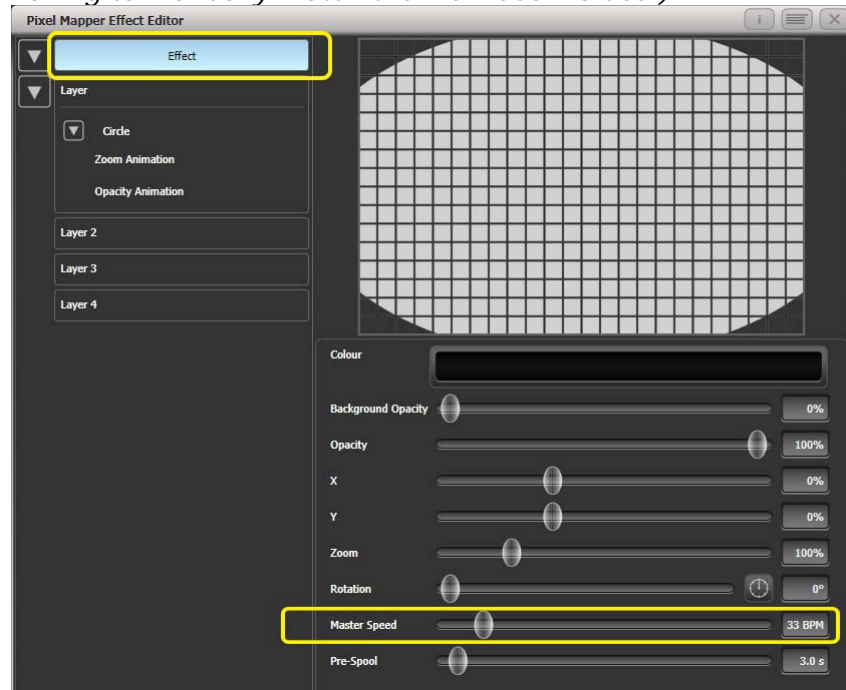 Pixel Mapper Effect Editor
Effect
Layer
Circle
Zoom Animation
Opacity Animation
Layer 2
Layer 3
Layer 4
Colour
Background Opacity 0%
Opacity 100%
X 0%
Y 0%
Zoom 100%
Rotation 0°
Master Speed 33 BPM
Pre-Spool 3.0 s